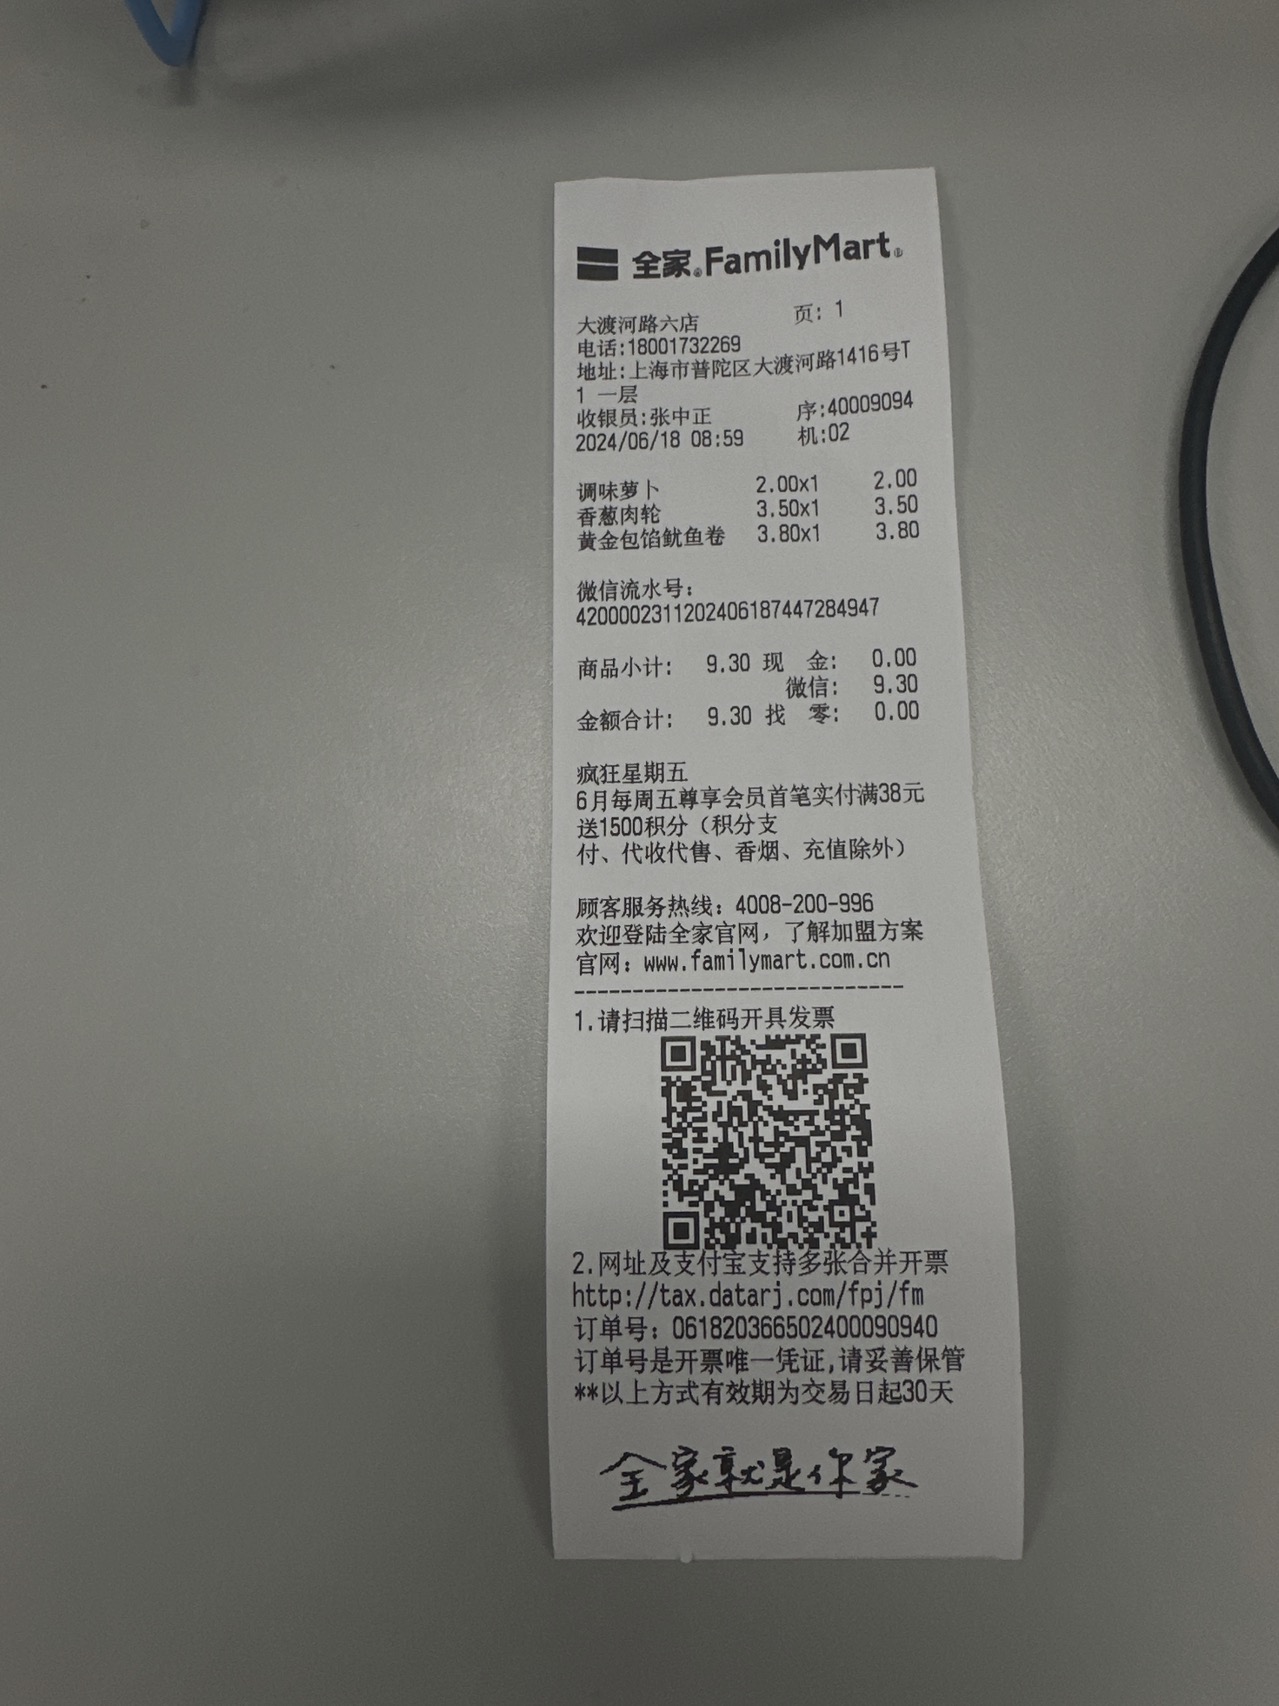 全家 FamilyMart
大渡河路六店 页: 1
电话:18001732269
地址:上海市普陀区大渡河路1416号T
1 一层
收银员:张中正 序:40009094
2024/06/18 08:59 机:02
调味萝卜 2.00x1 2.00
香葱肉轮 3.50x1 3.50
黄金包馅鱿鱼卷 3.80x1 3.80
微信流水号:
4200002311202406187447284947
商品小计: 9.30 现 金: 0.00
微信: 9.30
金额合计: 9.30 找 零: 0.00
疯狂星期五
6月每周五尊享会员首笔实付满38元
送1500积分（积分支
付、代收代售、香烟、充值除外）
顾客服务热线: 4008-200-996
欢迎登陆全家官网，了解加盟方案
官网: www.familymart.com.cn
----------------------------
1.请扫描二维码开具发票
2.网址及支付宝支持多张合并开票
http://tax.datarj.com/fpj/fm
订单号: 061820366502400090940
订单号是开票唯一凭证,请妥善保管
**以上方式有效期为交易日起30天
全家就是你家